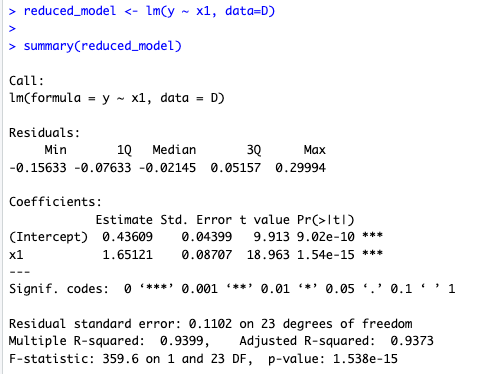 > reduced_model <- lm(y ~ x1, data=D)
>
> summary(reduced_model)
Call:
lm(formula = y ~ x1, data = D)
Residuals:
     Min       1Q   Median       3Q      Max
-0.15633 -0.07633 -0.02145  0.05157  0.29994
Coefficients:
            Estimate Std. Error t value Pr(>|t|)
(Intercept)  0.43609    0.04399   9.913 9.02e-10 ***
x1           1.65121    0.08707  18.963 1.54e-15 ***
---
Signif. codes:  0 ‘***’ 0.001 ‘**’ 0.01 ‘*’ 0.05 ‘.’ 0.1 ‘ ’ 1
Residual standard error: 0.1102 on 23 degrees of freedom
Multiple R-squared:  0.9399,	Adjusted R-squared:  0.9373
F-statistic: 359.6 on 1 and 23 DF,  p-value: 1.538e-15